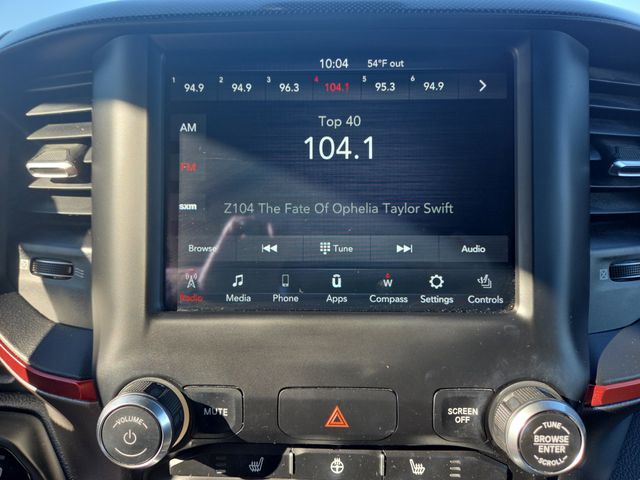 10:04 54°F out
1 94.9 2 94.9 3 96.3 4 104.1 5 95.3 6 94.9
AM
Top 40
104.1
FM
sxm
Z104 The Fate Of Ophelia Taylor Swift
Browse Tune Audio
W
Radio Media Phone Apps Compass Settings Controls
VOLUME
MUTE
SCREEN OFF
TUNE
BROWSE
ENTER
SCROLL